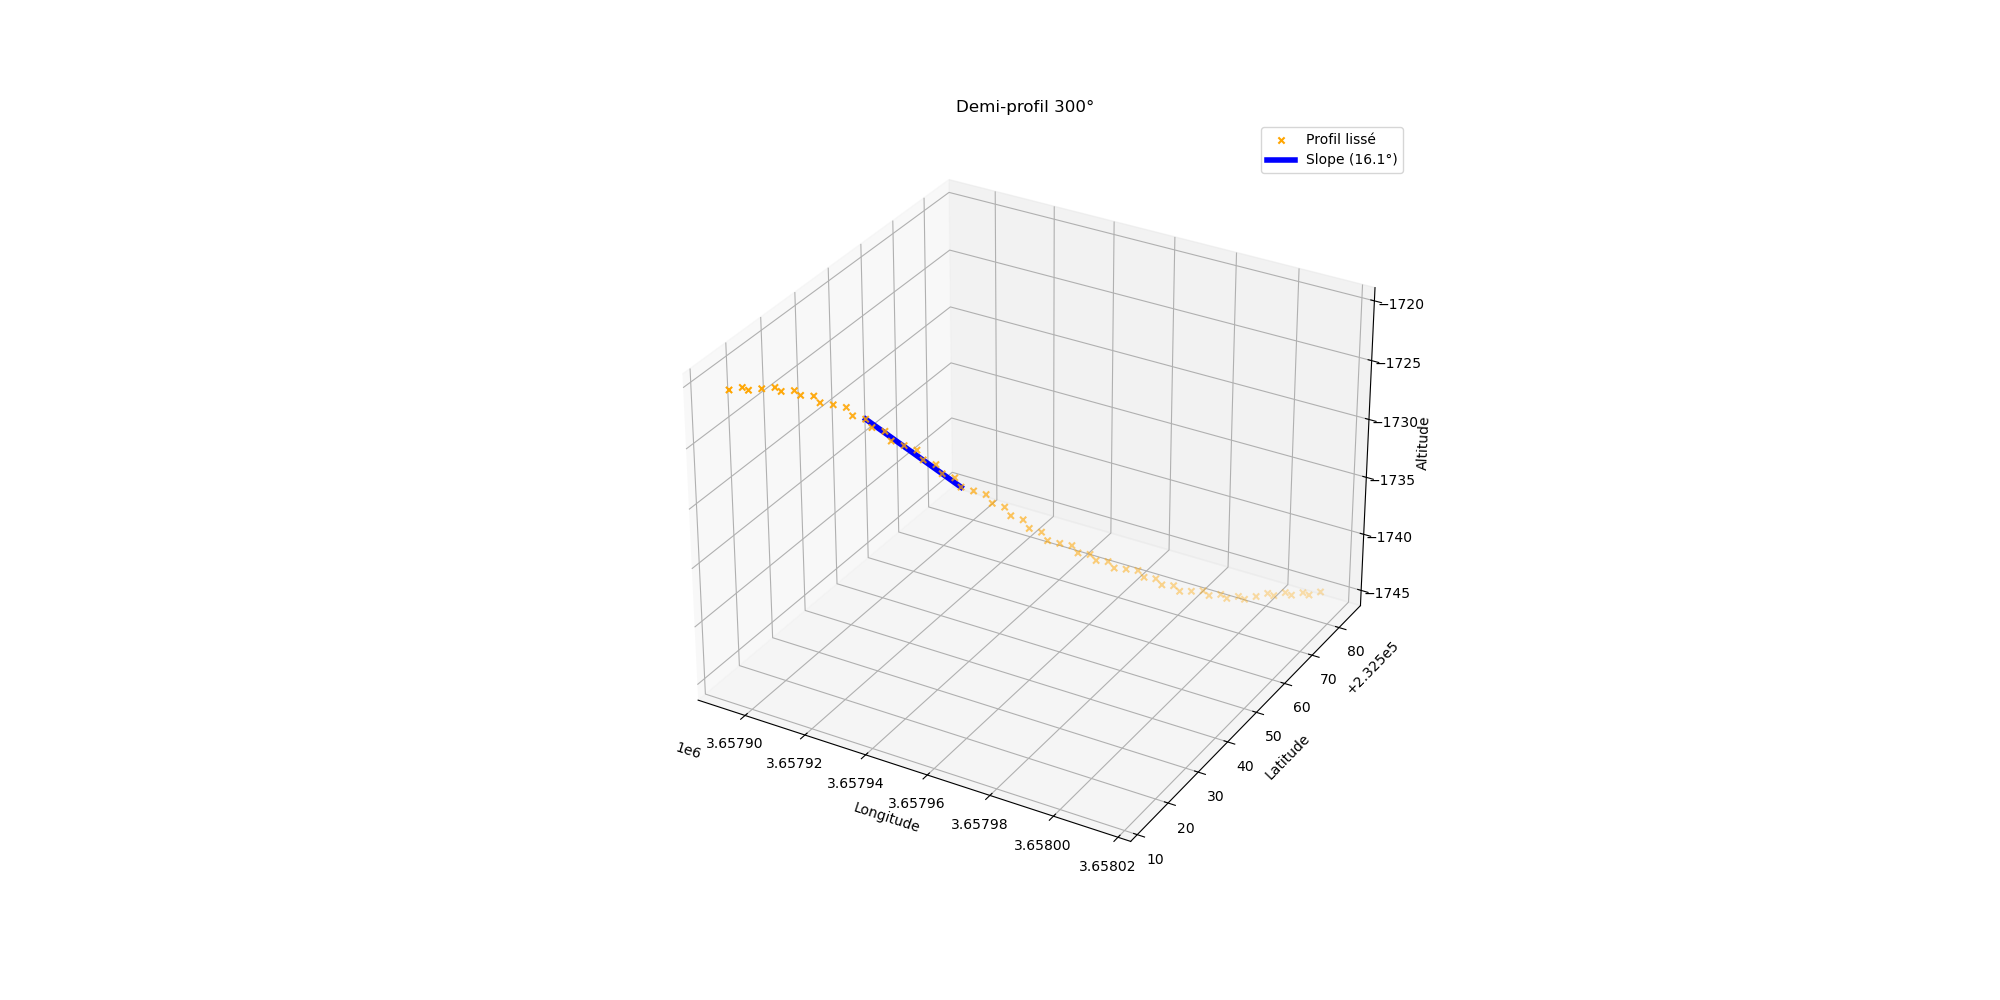 Demi-profil 300°
Profil lissé
Slope (16.1°)
−1720
−1725
−1730
−1735
−1740
−1745
Altitude
80
70
60
50
40
30
20
10
+2.325e5
Latitude
1e6
3.65790
3.65792
3.65794
3.65796
3.65798
3.65800
3.65802
Longitude